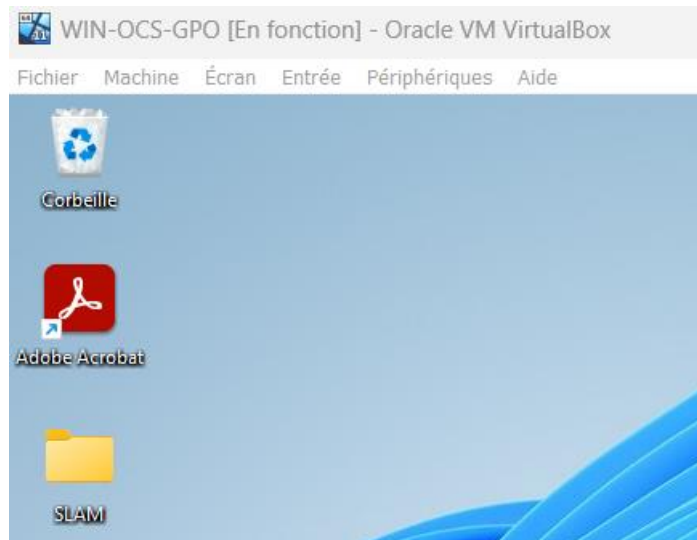 WIN-OCS-GPO [En fonction] - Oracle VM VirtualBox
Fichier Machine Écran Entrée Périphériques Aide
Corbeille
Adobe Acrobat
SLAM